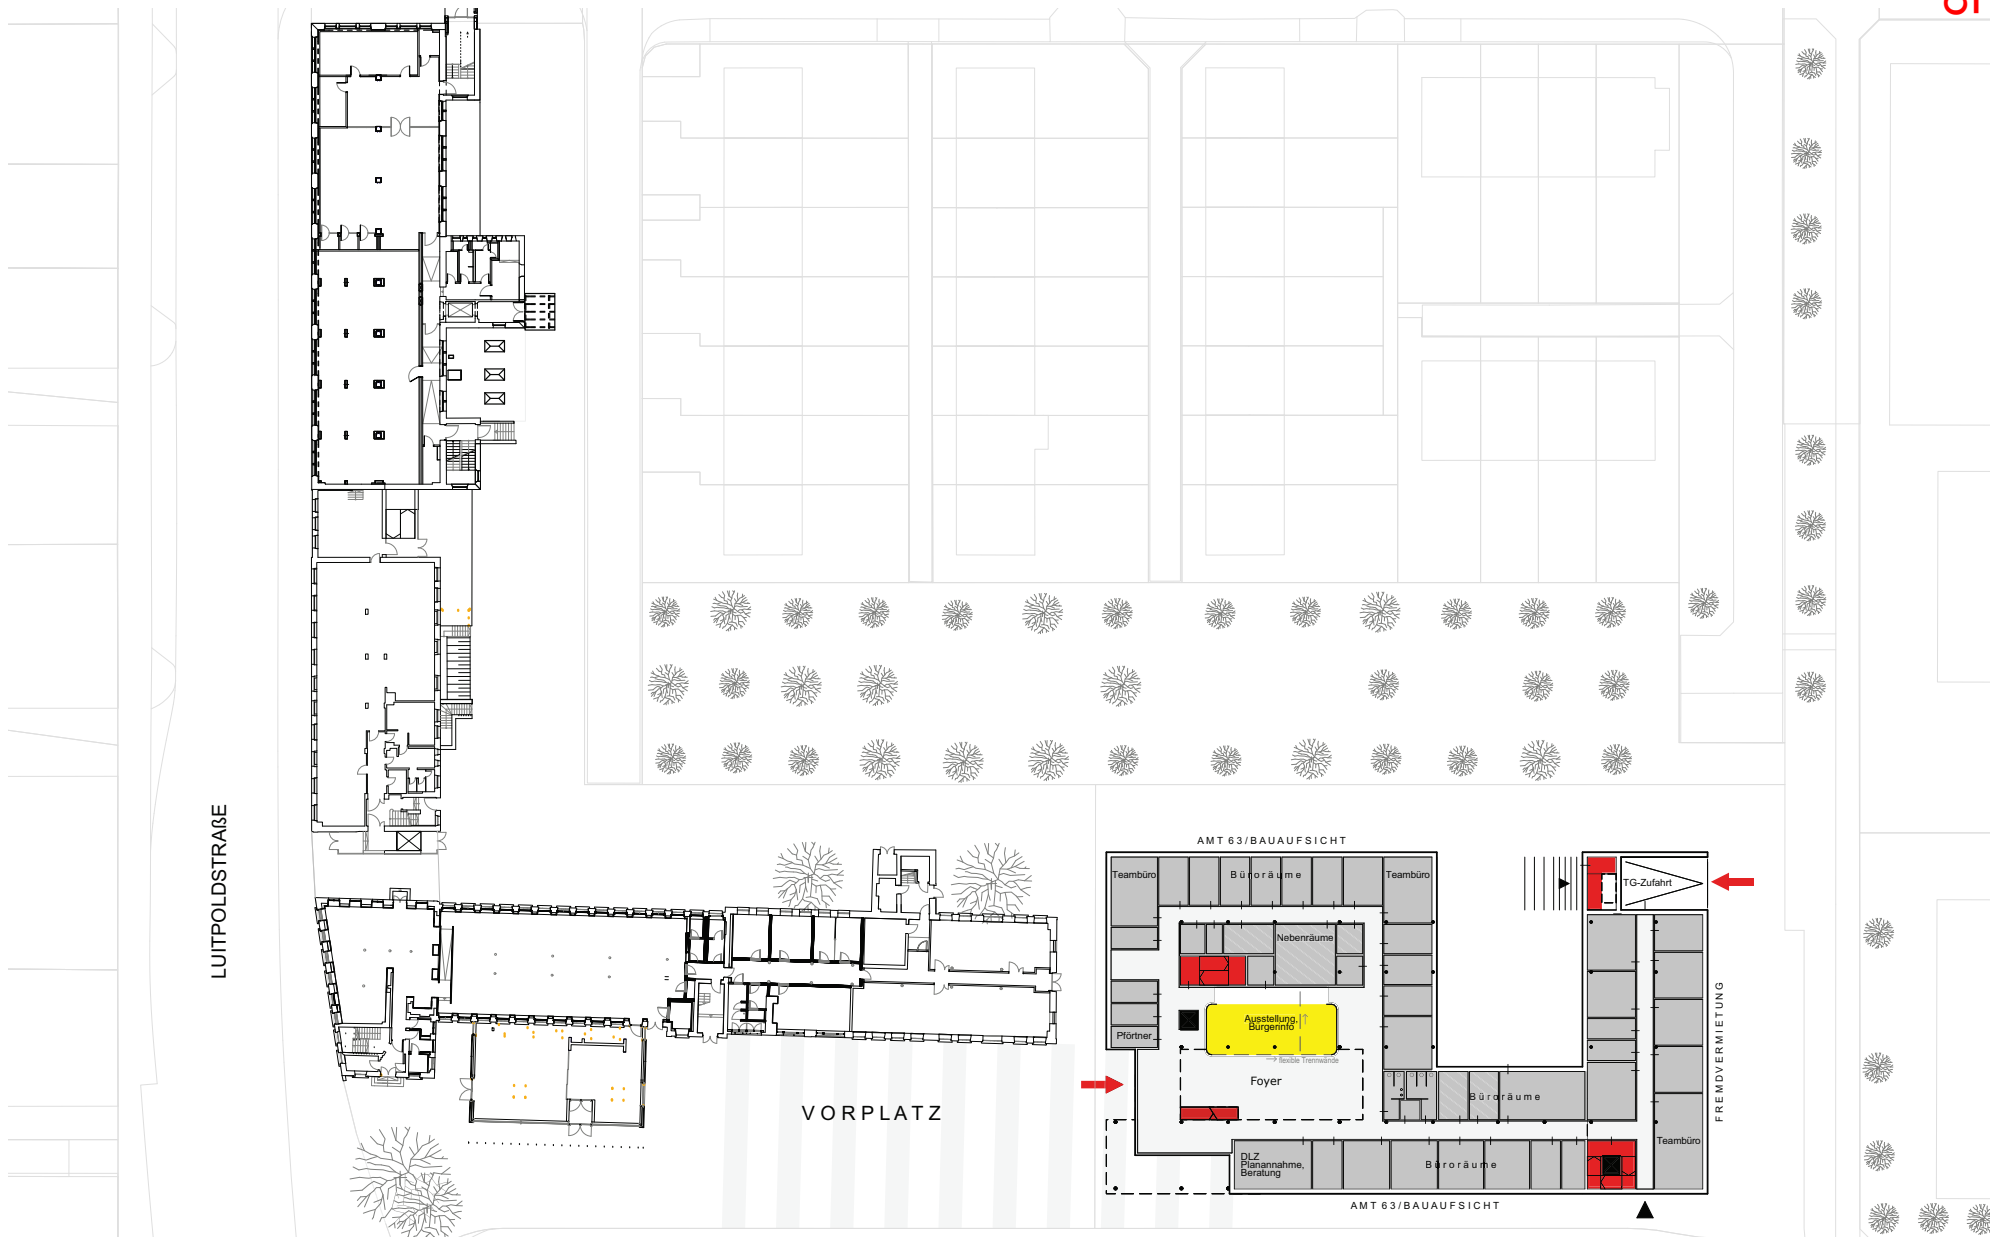 LUITPOLDSTRAßE
AMT 63/BAUAUFSICHT
Teambüro
Büroräume
Teambüro
TG-Zufahrt
Nebenräume
Ausstellung,
Bürgerinfo
Pförtner
flexible Trennwände
Foyer
VORPLATZ
Büroräume
FREMDVERMIETUNG
Teambüro
DLZ
Planannahme,
Beratung
Büroräume
AMT 63/BAUAUFSICHT